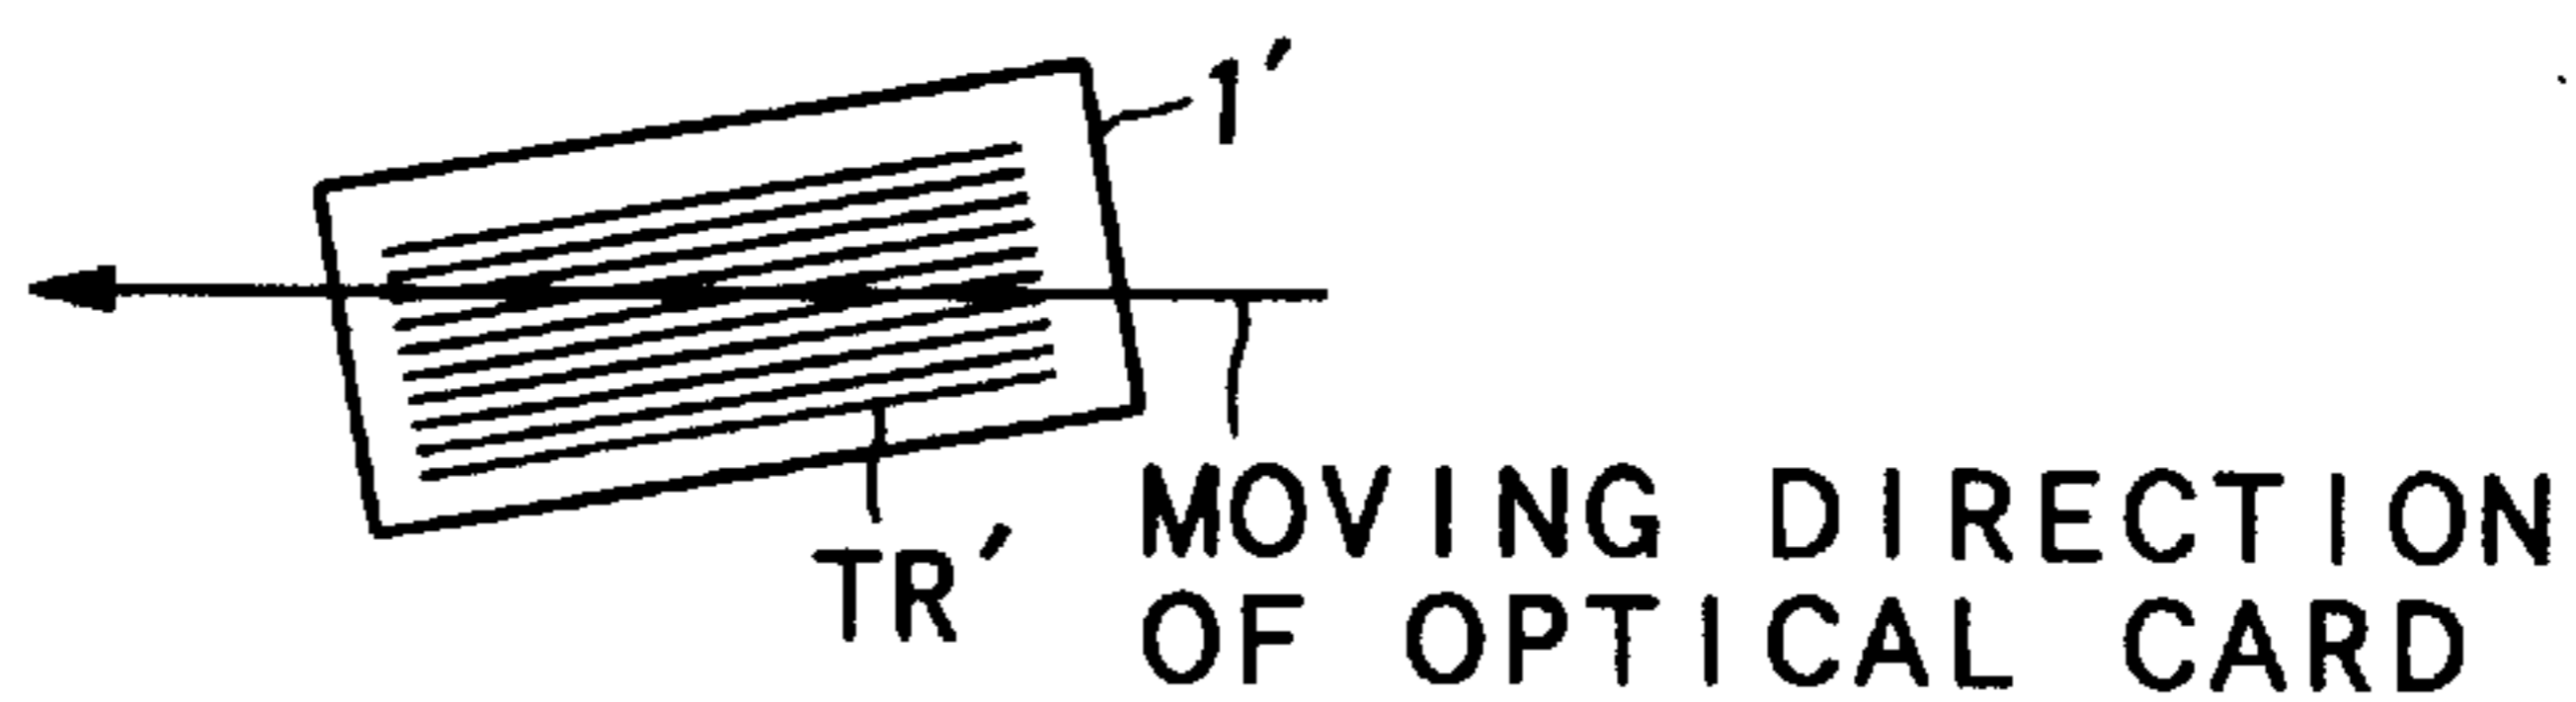 1′
TR′
MOVING DIRECTION
OF OPTICAL CARD